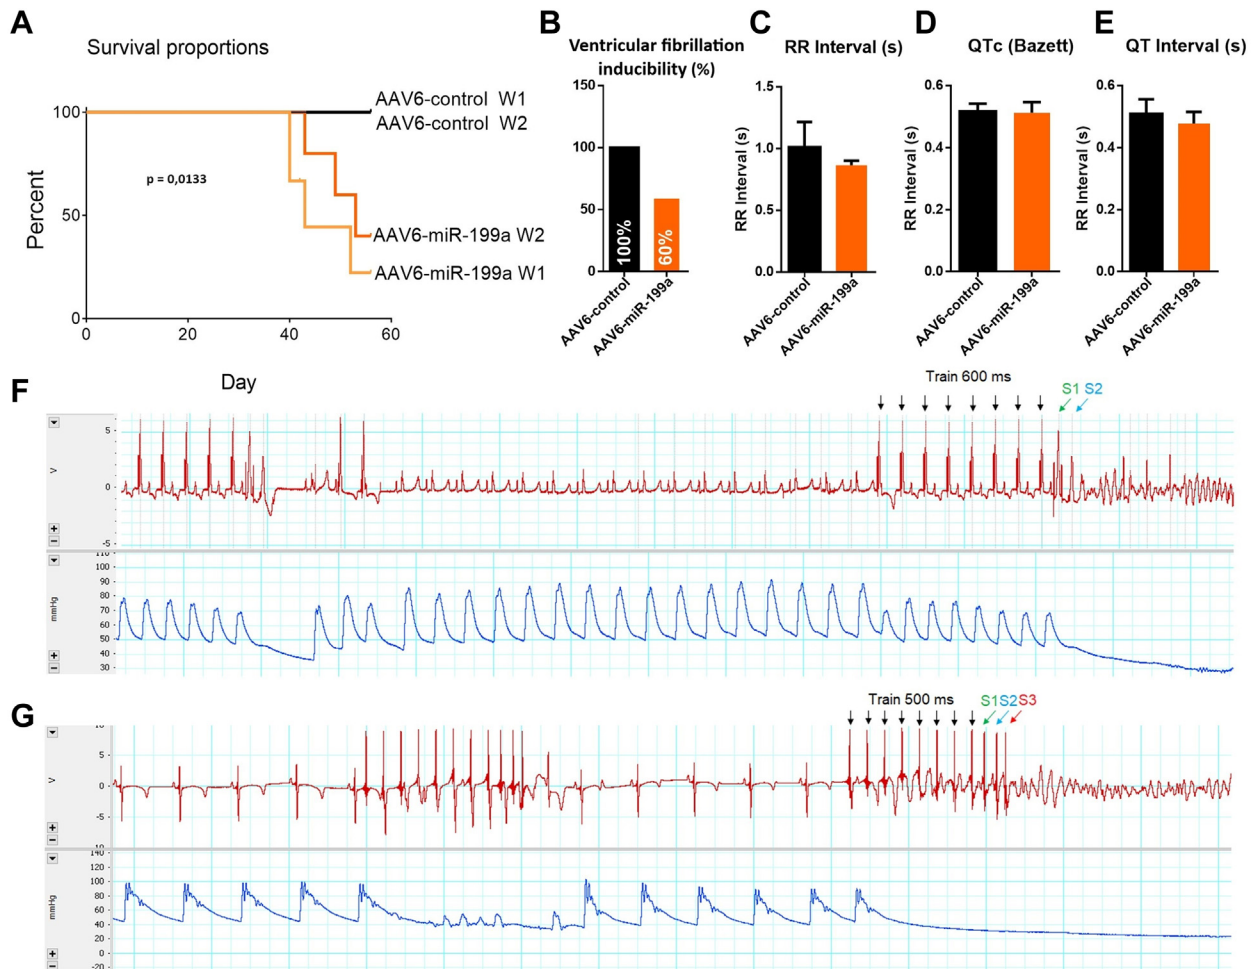 A
Survival proportions
100
50
0
Percent
0
20
40
60
Day
p = 0,0133
AAV6-control W1
AAV6-control W2
AAV6-miR-199a W2
AAV6-miR-199a W1
B
Ventricular fibrillation
inducibility (%)
150
100
50
0
100%
60%
AAV6-control
AAV6-miR-199a
C
RR Interval (s)
RR Interval (s)
1.5
1.0
0.5
0.0
AAV6-control
AAV6-miR-199a
D
QTc (Bazett)
RR Interval (s)
0.6
0.4
0.2
0.0
AAV6-control
AAV6-miR-199a
E
QT Interval (s)
RR Interval (s)
0.6
0.4
0.2
0.0
AAV6-control
AAV6-miR-199a
F
Train 600 ms
S1 S2
5
V
0
-5
110
100
90
80
70
mmHg
60
50
40
30
G
Train 500 ms
S1 S2 S3
10
5
V
0
-5
-10
140
120
100
80
mmHg
60
40
20
0
-20